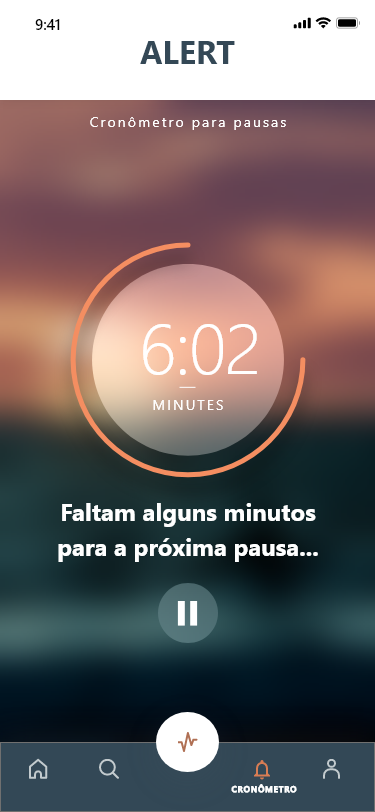 9:41
ALERT
Cronômetro para pausas
6:02
MINUTES
Faltam alguns minutos
para a próxima pausa...
CRONÔMETRO